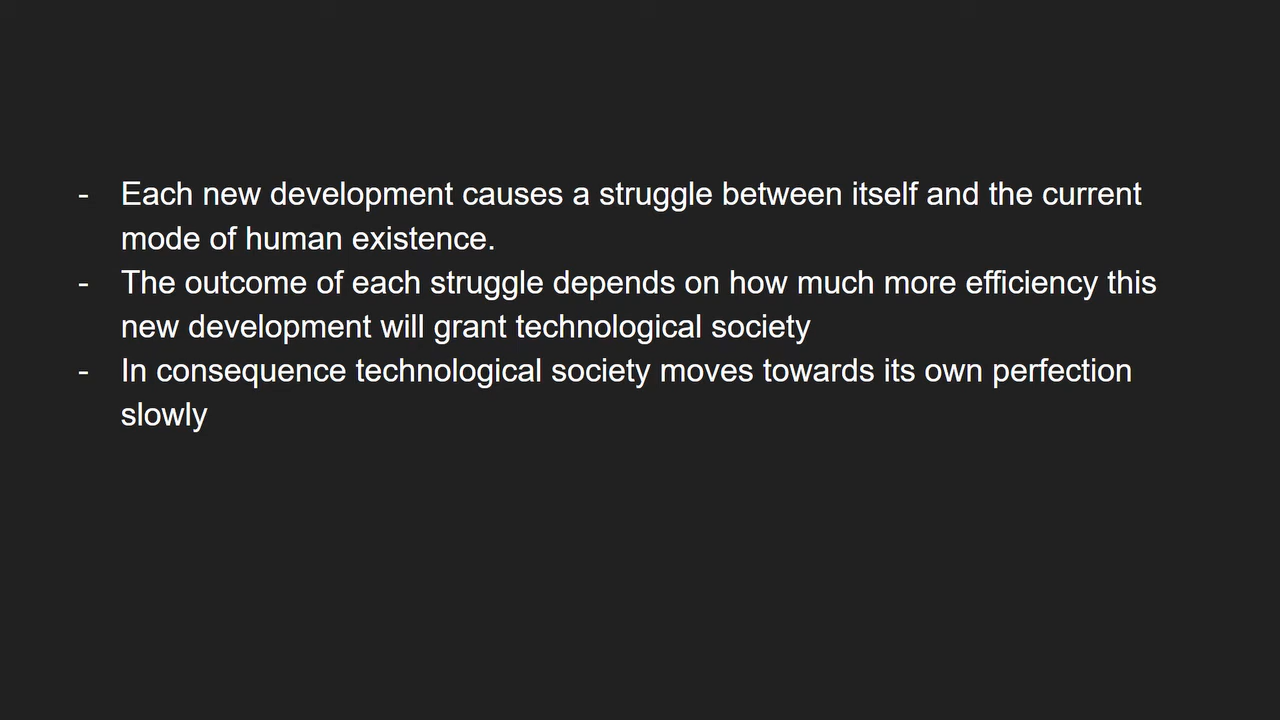 - Each new development causes a struggle between itself and the current
mode of human existence.
- The outcome of each struggle depends on how much more efficiency this
new development will grant technological society
- In consequence technological society moves towards its own perfection
slowly